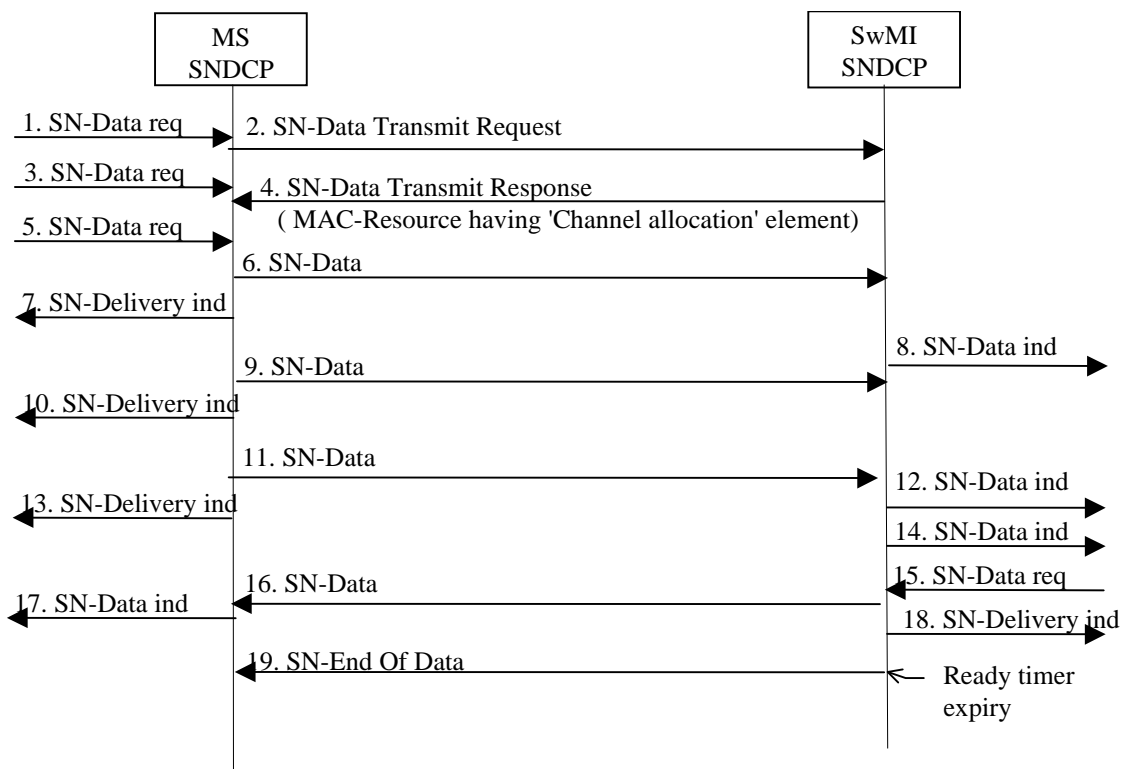 MS
SNDCP
SwMI
SNDCP
1. SN-Data req
2. SN-Data Transmit Request
3. SN-Data req
4. SN-Data Transmit Response
( MAC-Resource having 'Channel allocation' element)
5. SN-Data req
6. SN-Data
7. SN-Delivery ind
8. SN-Data ind
9. SN-Data
10. SN-Delivery ind
11. SN-Data
12. SN-Data ind
13. SN-Delivery ind
14. SN-Data ind
15. SN-Data req
16. SN-Data
17. SN-Data ind
18. SN-Delivery ind
19. SN-End Of Data
Ready timer
expiry